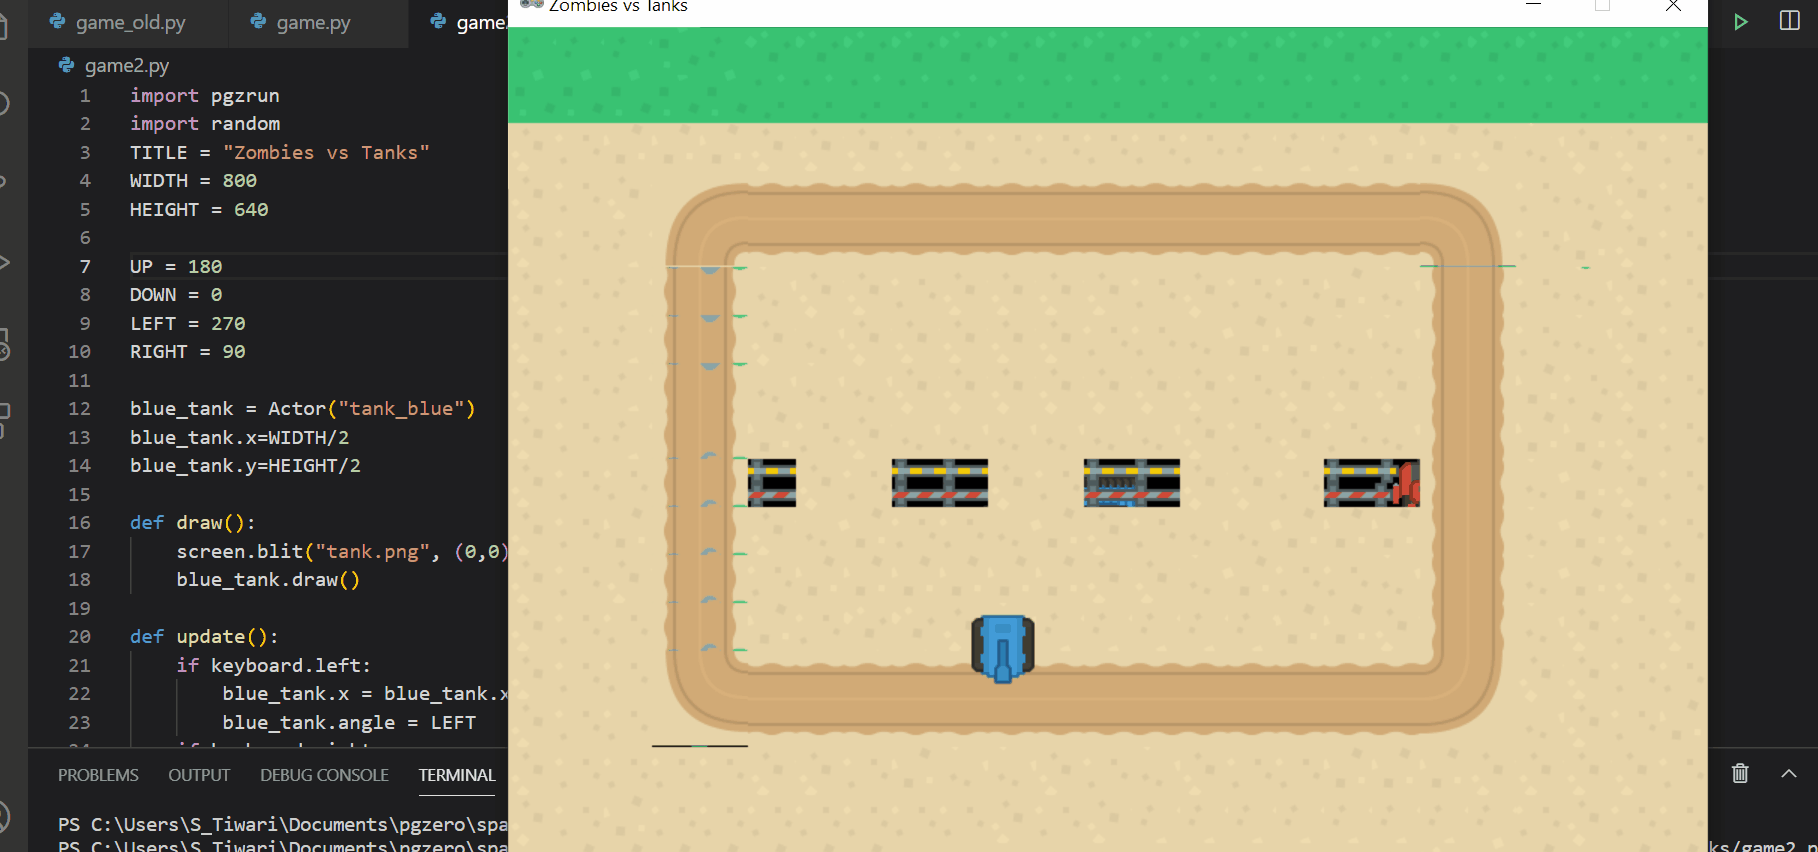 game_old.py
game.py
game
Zombies vs Tanks
game2.py
1 import pgzrun
2 import random
3 TITLE = "Zombies vs Tanks"
4 WIDTH = 800
5 HEIGHT = 640
6
7 UP = 180
8 DOWN = 0
9 LEFT = 270
10 RIGHT = 90
11
12 blue_tank = Actor("tank_blue")
13 blue_tank.x=WIDTH/2
14 blue_tank.y=HEIGHT/2
15
16 def draw():
17 screen.blit("tank.png", (0,0)
18 blue_tank.draw()
19
20 def update():
21 if keyboard.left:
22 blue_tank.x = blue_tank.x
23 blue_tank.angle = LEFT
PROBLEMS OUTPUT DEBUG CONSOLE TERMINAL
PS C:\Users\S_Tiwari\Documents\pgzero\spa
PS C:\Users\S_Tiwari\Documents\pgzero\spa
ks/game2.p